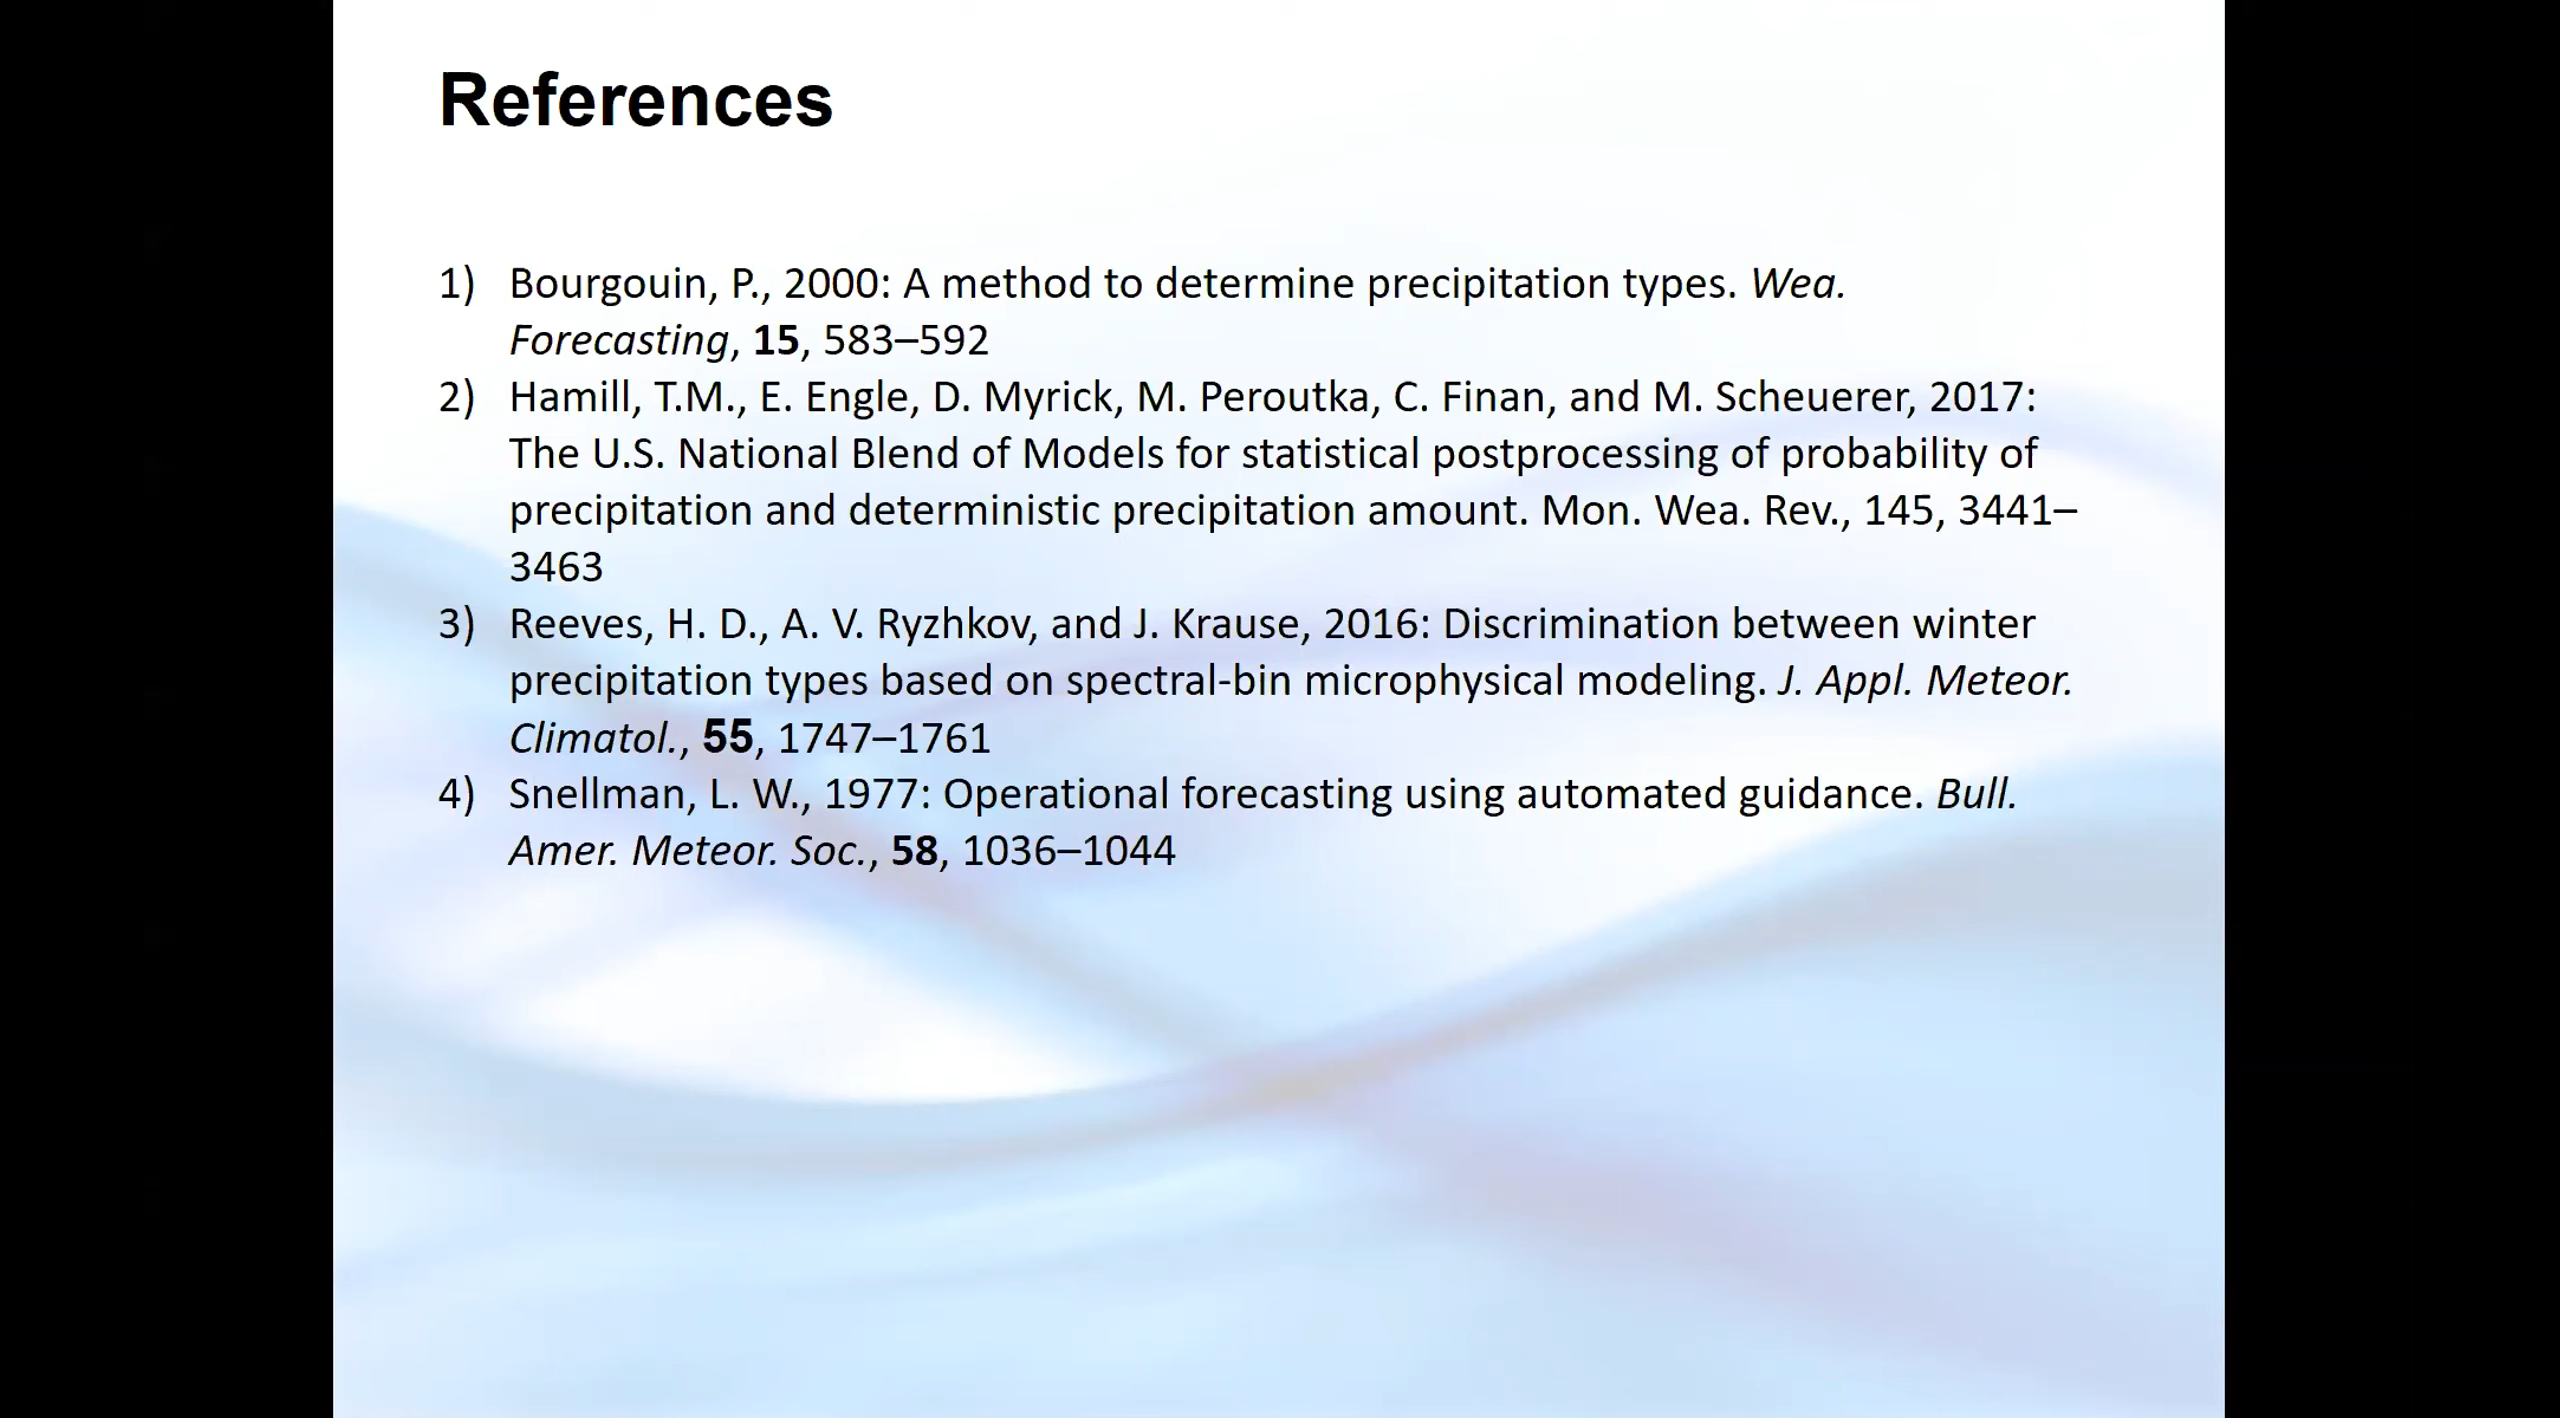 References
1) Bourgouin, P., 2000: A method to determine precipitation types. Wea.
Forecasting, 15, 583–592
2) Hamill, T.M., E. Engle, D. Myrick, M. Peroutka, C. Finan, and M. Scheuerer, 2017:
The U.S. National Blend of Models for statistical postprocessing of probability of
precipitation and deterministic precipitation amount. Mon. Wea. Rev., 145, 3441–
3463
3) Reeves, H. D., A. V. Ryzhkov, and J. Krause, 2016: Discrimination between winter
precipitation types based on spectral-bin microphysical modeling. J. Appl. Meteor.
Climatol., 55, 1747–1761
4) Snellman, L. W., 1977: Operational forecasting using automated guidance. Bull.
Amer. Meteor. Soc., 58, 1036–1044